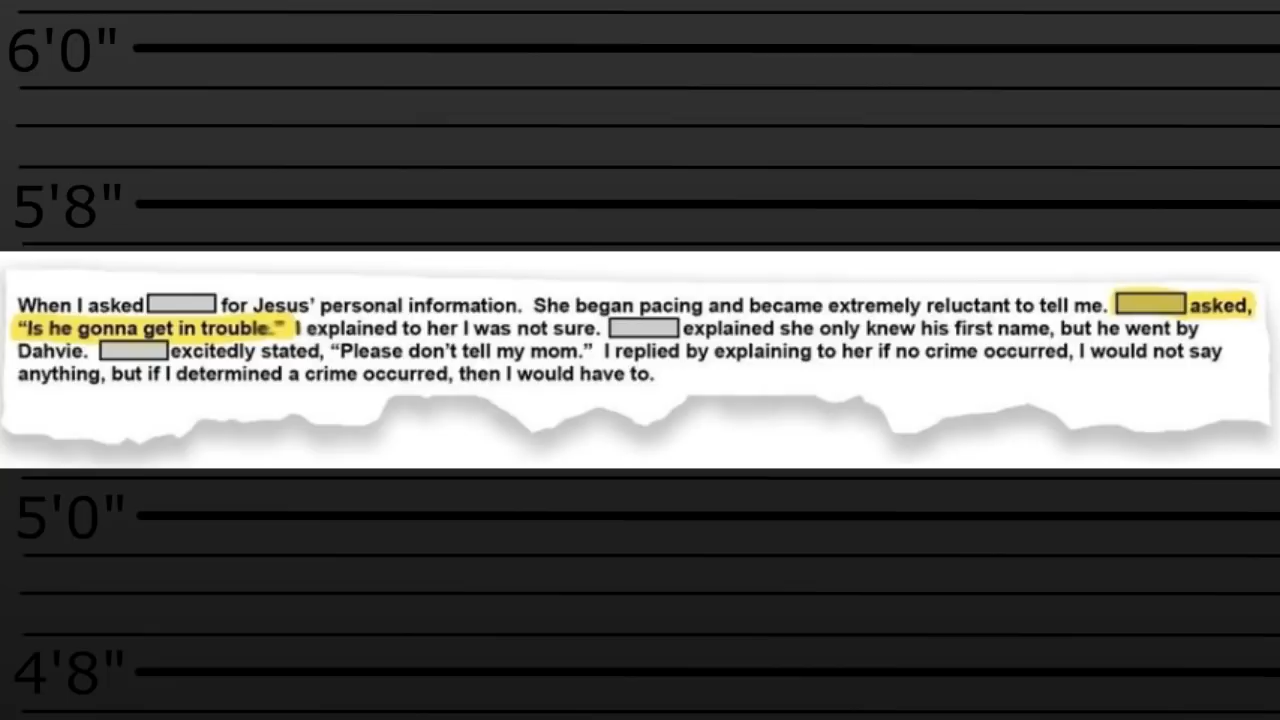 6'0"
5'8"
When I asked for Jesus’ personal information. She began pacing and became extremely reluctant to tell me. asked,
“Is he gonna get in trouble.” I explained to her I was not sure. explained she only knew his first name, but he went by
Dahvie. excitedly stated, “Please don’t tell my mom.” I replied by explaining to her if no crime occurred, I would not say
anything, but if I determined a crime occurred, then I would have to.
5'0"
4'8"